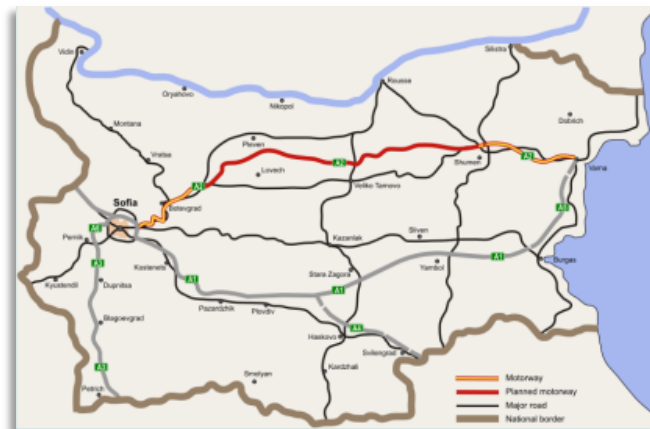 Vidin
Silistra
Rousse
Oryahovo
Nikopol
Dobrich
Montana
Pleven
A2
Vratsa
Shumen
A2
Lovech
A2
Varna
Veliko Tarnovo
Sofia
Botevgrad
A5
A6
Pernik
Kazanlak
Sliven
A3
Kostenets
A1
Burgas
Stara Zagora
Yambol
Kyustendil
Dupnitsa
A1
A1
Pazardzhik
Plovdiv
Blagoevgrad
A4
Haskovo
Svilengrad
A3
Kardzhali
Smolyan
Petrich
Motorway
Planned motorway
Major road
National border